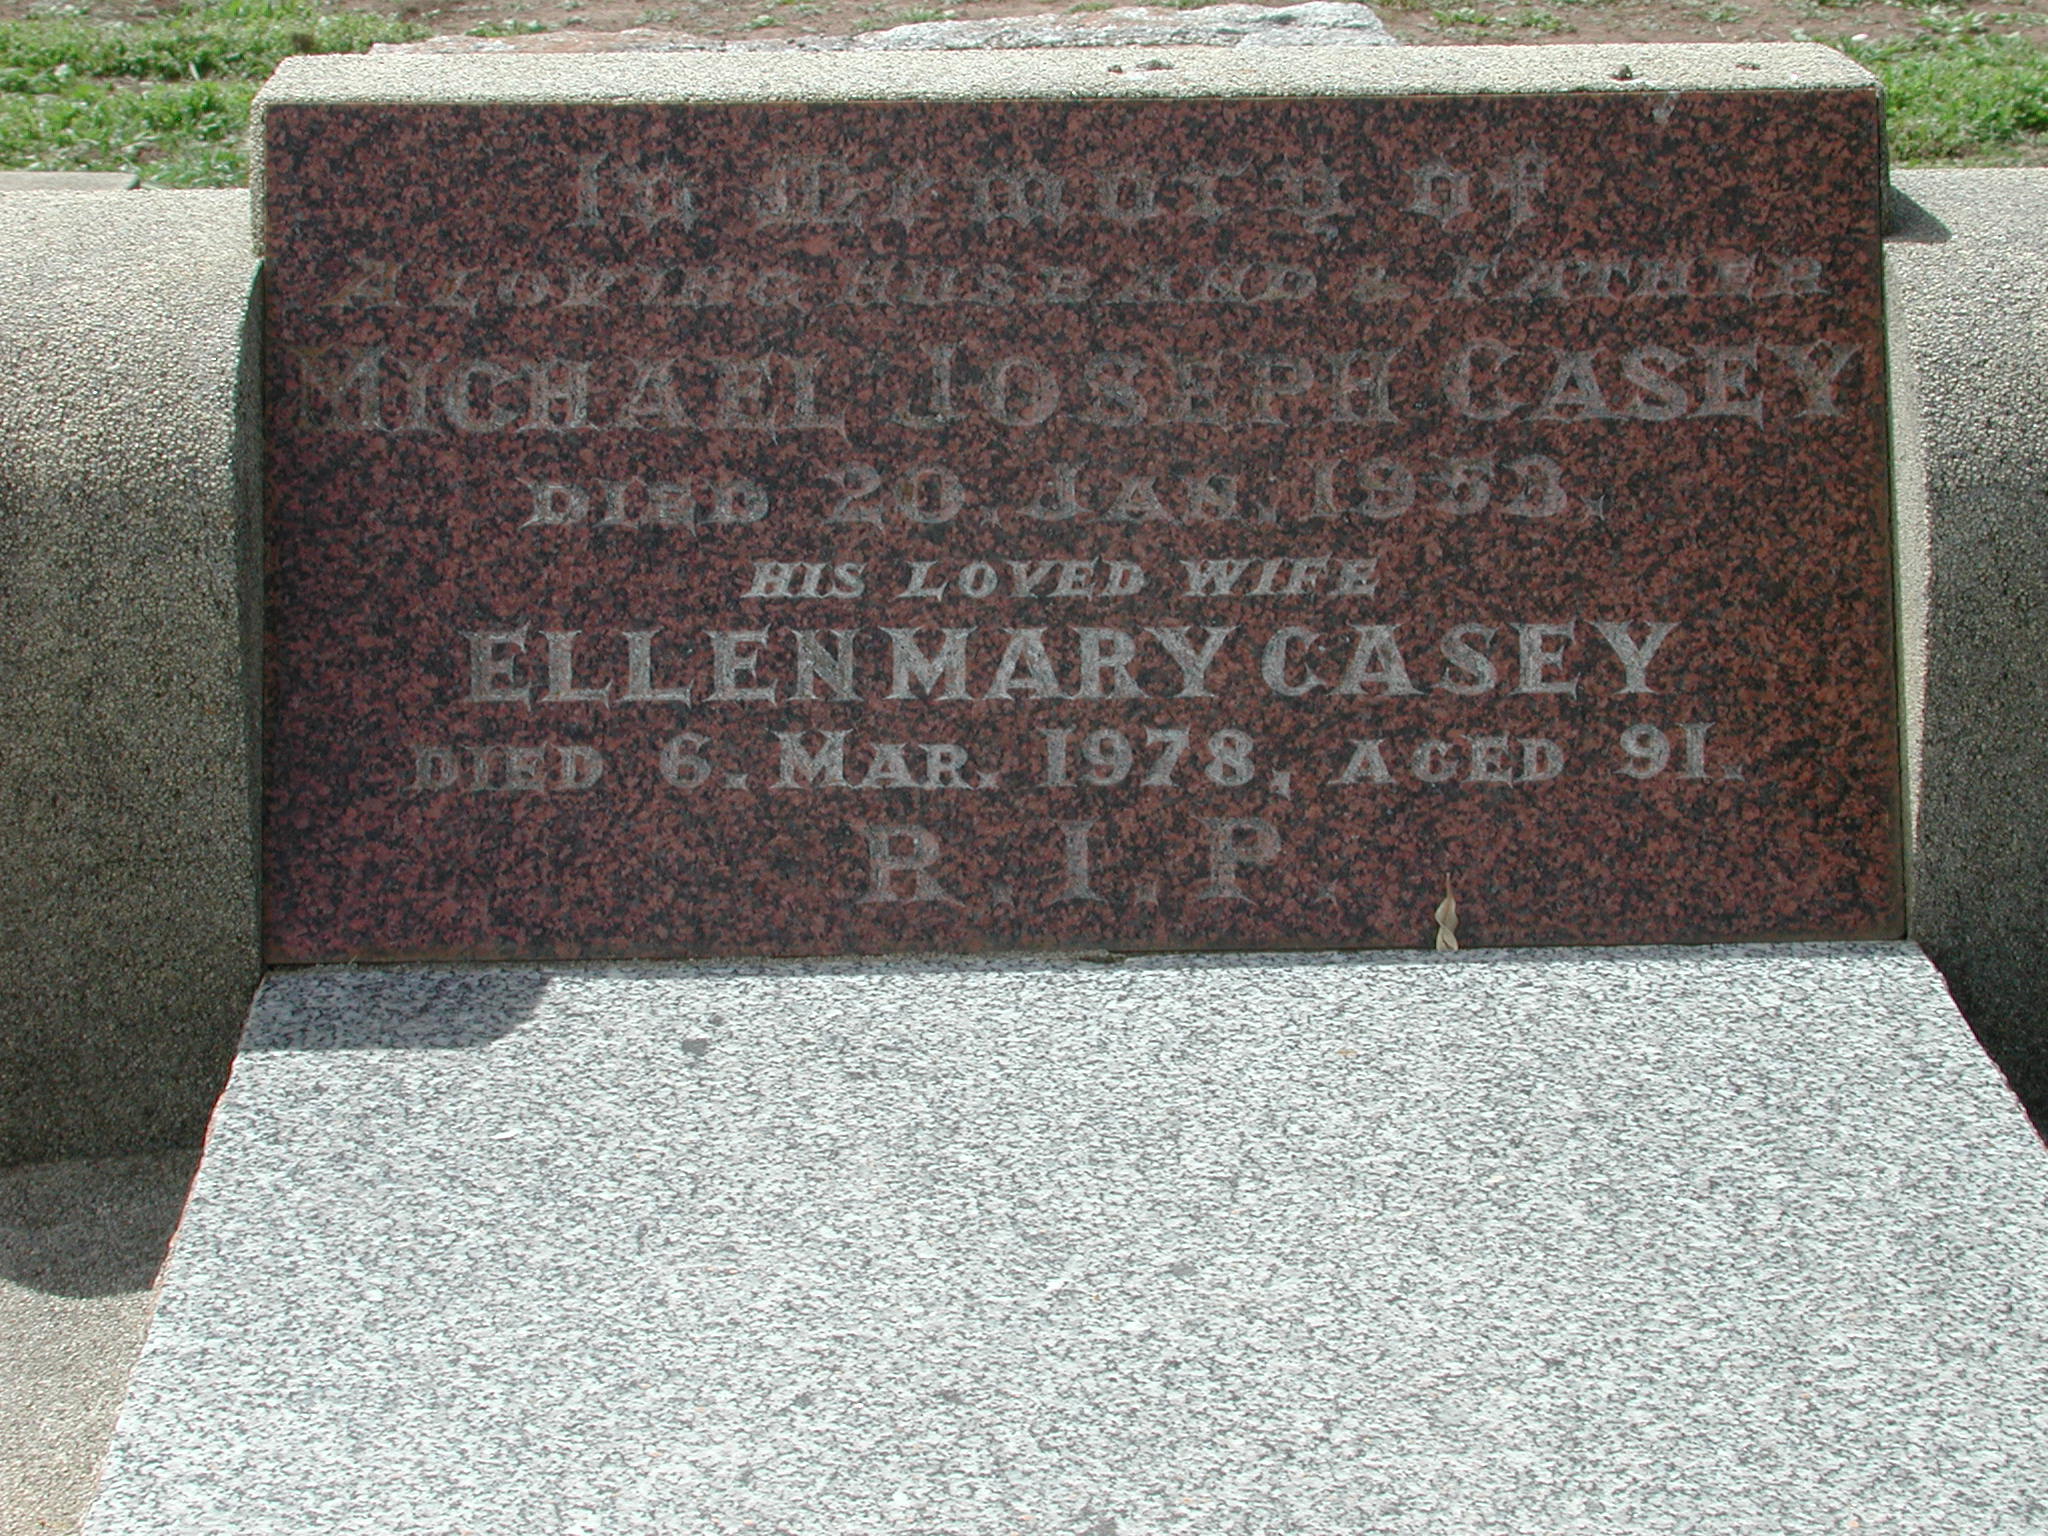 In Memory of
A LOVING HUSBAND & FATHER
MICHAEL JOSEPH CASEY
DIED 20. JAN. 1953.
HIS LOVED WIFE
ELLEN MARY CASEY
DIED 6. MAR. 1978, AGED 91.
R.I.P.